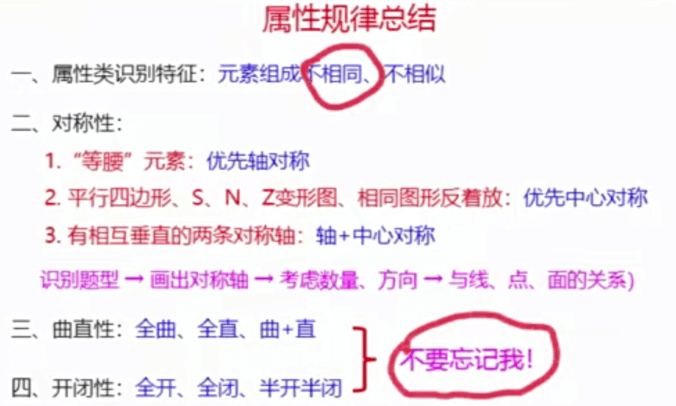 属性规律总结
一、属性类识别特征：元素组成不相同、不相似
二、对称性：
1. “等腰”元素：优先轴对称
2. 平行四边形、S、N、Z变形图、相同图形反着放：优先中心对称
3. 有相互垂直的两条对称轴：轴+中心对称
识别题型 → 画出对称轴 → 考虑数量、方向 → 与线、点、面的关系）
三、曲直性：全曲、全直、曲+直
不要忘记我！
四、开闭性：全开、全闭、半开半闭